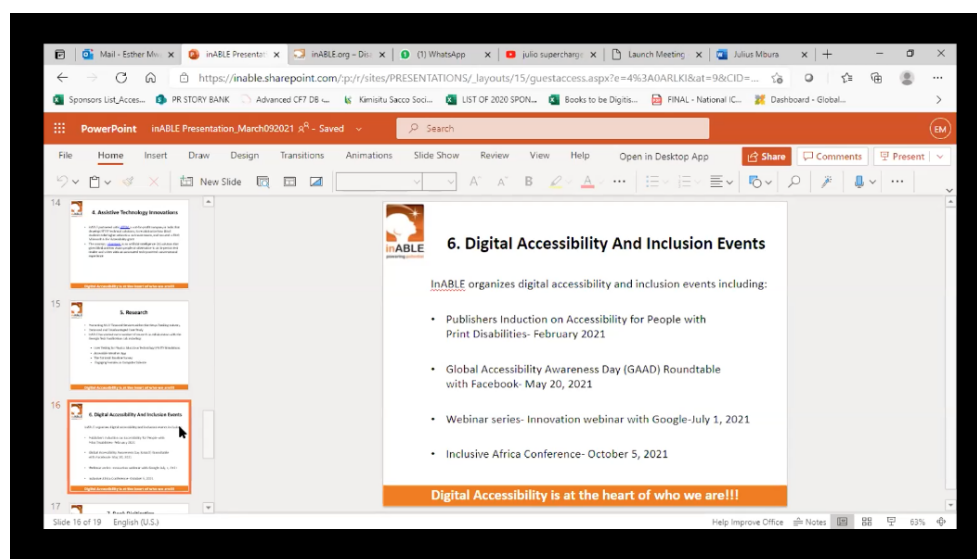 Mail - Esther Mw
inABLE Presentat
inABLE.org – Dis
(1) WhatsApp
julio supercharg
Launch Meeting
Julius Mbura
https://inable.sharepoint.com/:p:/r/sites/PRESENTATIONS/_layouts/15/guestaccess.aspx?e=4%3A0ARLKI&at=9&CID=...
Sponsors List_Acces...
PR STORY BANK
Advanced CF7 DB -...
Kimisitu Sacco Soci...
LIST OF 2020 SPON...
Books to be Digitis...
FINAL - National IC...
Dashboard - Global...
PowerPoint inABLE Presentation_March092021 - Saved
Search
EM
File Home Insert Draw Design Transitions Animations Slide Show Review View Help Open in Desktop App Share Comments Present
New Slide
14
4. Assistive Technology Innovations
15
5. Research
16
6. Digital Accessibility And Inclusion Events
17
inABLE
6. Digital Accessibility And Inclusion Events
InABLE organizes digital accessibility and inclusion events including:
• Publishers Induction on Accessibility for People with
Print Disabilities- February 2021
• Global Accessibility Awareness Day (GAAD) Roundtable
with Facebook- May 20, 2021
• Webinar series- Innovation webinar with Google-July 1, 2021
• Inclusive Africa Conference- October 5, 2021
Digital Accessibility is at the heart of who we are!!!
Slide 16 of 19 English (U.S.)
Help Improve Office Notes 63%